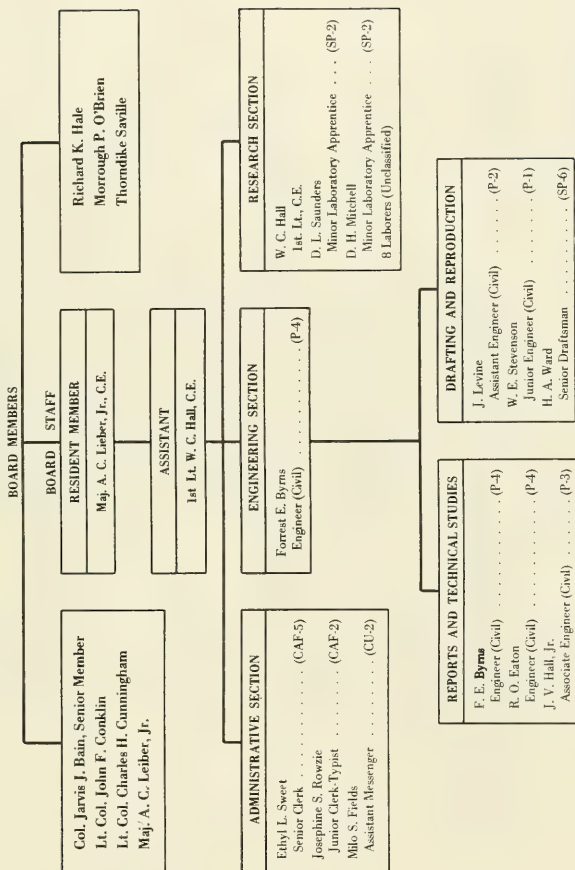 BOARD MEMBERS
Col. Jarvis J. Bain, Senior Member
Lt. Col. John F. Conklin
Lt. Col. Charles H. Cunningham
Maj. A. C. Leiber, Jr.
Richard K. Hale
Morrough P. O'Brien
Thorndike Saville
BOARD STAFF
RESIDENT MEMBER
Maj. A. C. Lieber, Jr., C.E.
ASSISTANT
1st Lt. W. C. Hall, C.E.
ADMINISTRATIVE SECTION
Ethyl L. Sweet
Senior Clerk . . . . . . . . . . . (CAF-5)
Josephine S. Rowzie
Junior Clerk-Typist . . . . . . . . (CAF-2)
Milo S. Fields
Assistant Messenger . . . . . . . . (CU-2)
ENGINEERING SECTION
Forrest E. Byrns
Engineer (Civil) . . . . . . . . . . . . (P-4)
RESEARCH SECTION
W. C. Hall
1st. Lt., C.E.
D. L. Saunders
Minor Laboratory Apprentice . . . (SP-2)
D. H. Mitchell
Minor Laboratory Apprentice . . . (SP-2)
8 Laborers (Unclassified)
REPORTS AND TECHNICAL STUDIES
F. E. Byrns
Engineer (Civil) . . . . . . . . . . . (P-4)
R. O. Eaton
Engineer (Civil) . . . . . . . . . . . (P-4)
J. V. Hall, Jr.
Associate Engineer (Civil) . . . . . . (P-3)
DRAFTING AND REPRODUCTION
J. Levine
Assistant Engineer (Civil) . . . . . . (P-2)
W. E. Stevenson
Junior Engineer (Civil) . . . . . . . (P-1)
H. A. Ward
Senior Draftsman . . . . . . . . . (SP-6)